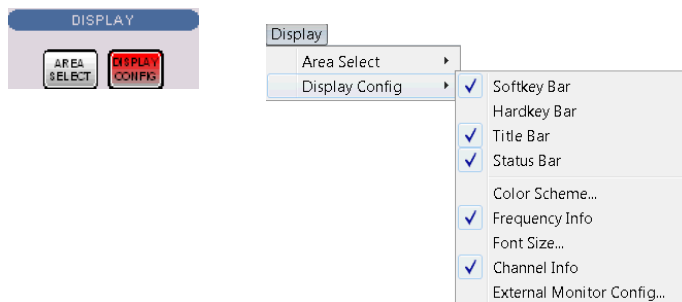 DISPLAY
AREA SELECT
DISPLAY CONFIG
Display
Area Select
Display Config
Softkey Bar
Hardkey Bar
Title Bar
Status Bar
Color Scheme...
Frequency Info
Font Size...
Channel Info
External Monitor Config...